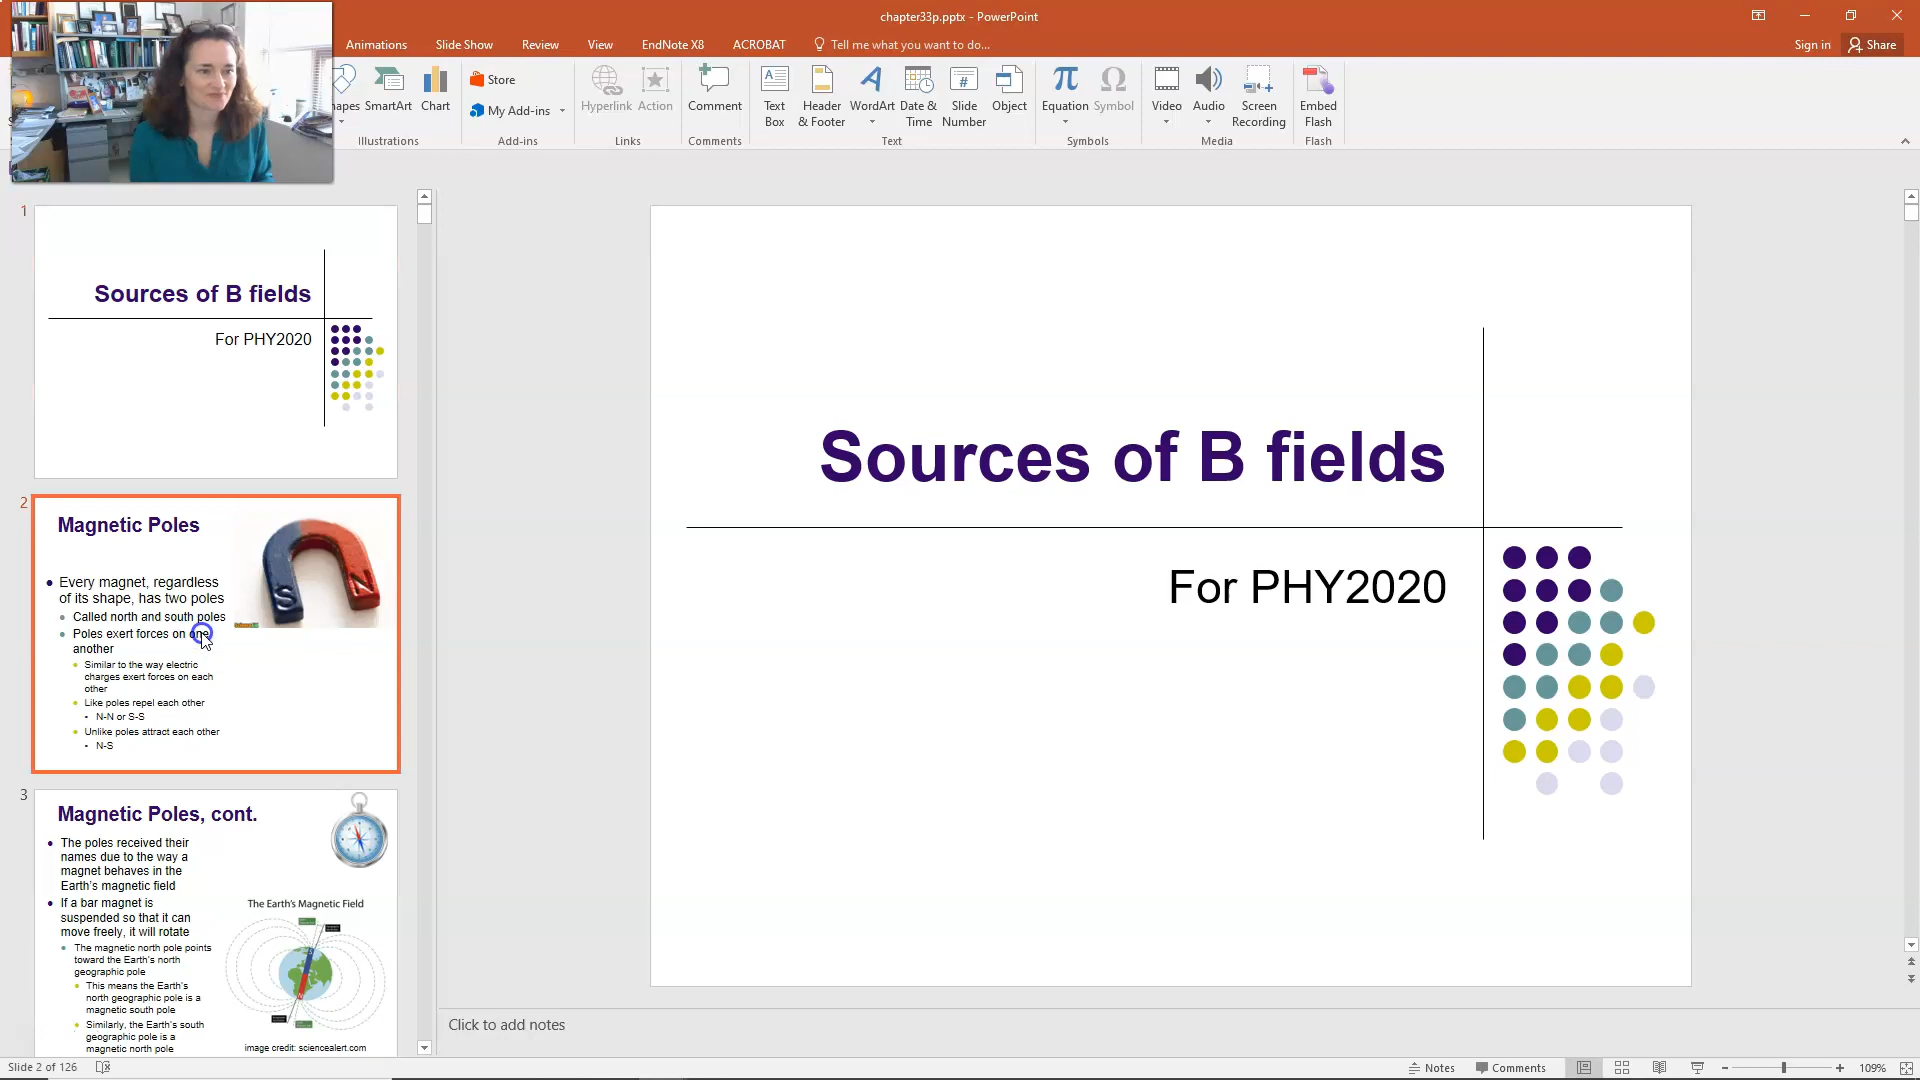 chapter33p.pptx - PowerPoint
Animations
Slide Show
Review
View
EndNote X8
ACROBAT
Tell me what you want to do...
Sign in
Share
SmartArt
Chart
Illustrations
Store
My Add-ins
Add-ins
Hyperlink
Action
Links
Comment
Comments
Text
Box
Header
& Footer
WordArt
Date &
Time
Slide
Number
Object
Text
Equation
Symbol
Symbols
Video
Audio
Screen
Recording
Media
Embed
Flash
Flash
1
Sources of B fields
For PHY2020
2
Magnetic Poles
S
N
Every magnet, regardless
of its shape, has two poles
Called north and south poles
Poles exert forces on one
another
Similar to the way electric
charges exert forces on each
other
Like poles repel each other
N-N or S-S
Unlike poles attract each other
N-S
3
Magnetic Poles, cont.
The poles received their
names due to the way a
magnet behaves in the
Earth's magnetic field
If a bar magnet is
suspended so that it can
move freely, it will rotate
The magnetic north pole points
toward the Earth's north
geographic pole
This means the Earth's
north geographic pole is a
magnetic south pole
Similarly, the Earth's south
geographic pole is a
magnetic north pole
The Earth's Magnetic Field
image credit: sciencealert.com
Sources of B fields
For PHY2020
Click to add notes
Slide 2 of 126
Notes
Comments
109%